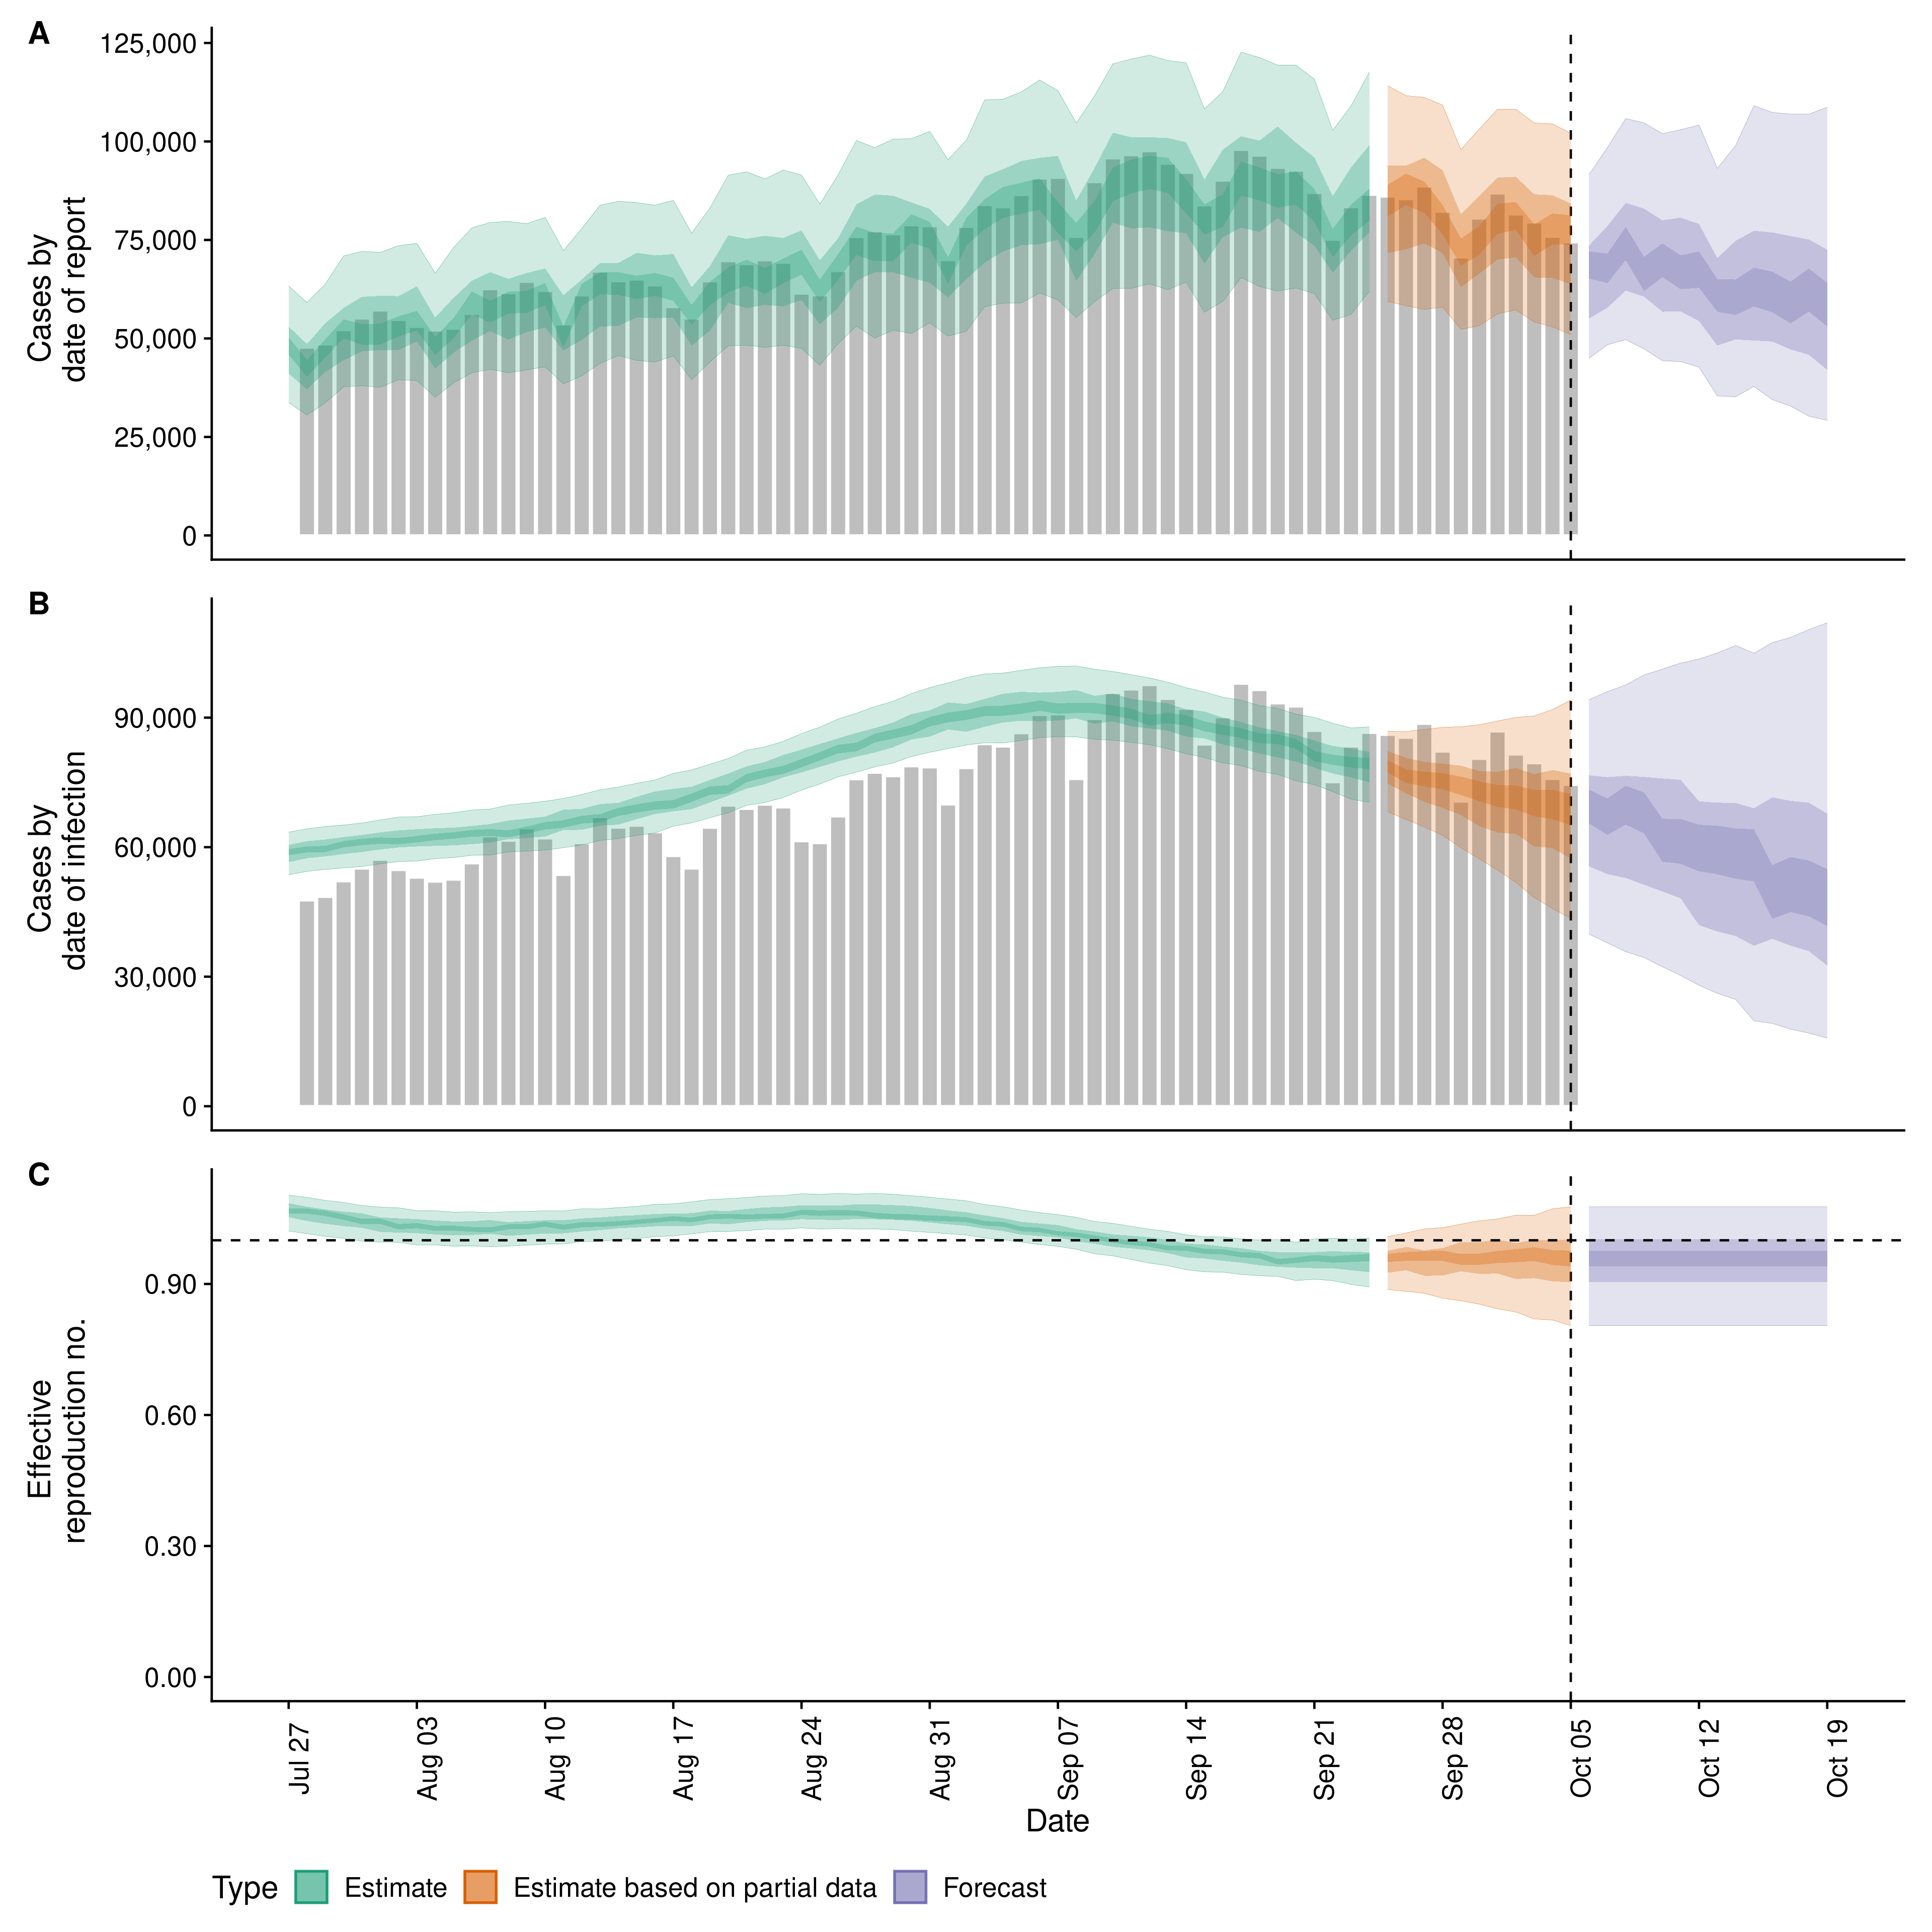 A
Cases by
date of report
125,000
100,000
75,000
50,000
25,000
0
B
Cases by
date of infection
90,000
60,000
30,000
0
C
Effective
reproduction no.
0.90
0.60
0.30
0.00
Jul 27
Aug 03
Aug 10
Aug 17
Aug 24
Aug 31
Sep 07
Sep 14
Sep 21
Sep 28
Oct 05
Oct 12
Oct 19
Date
Type Estimate Estimate based on partial data Forecast